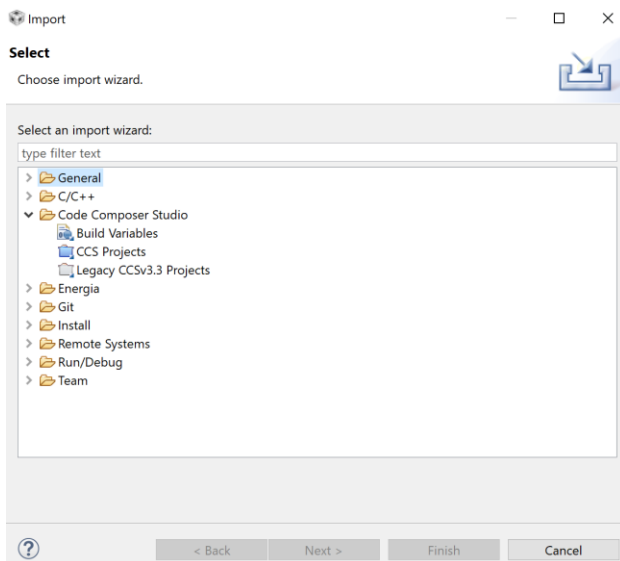 Import
Select
Choose import wizard.
Select an import wizard:
type filter text
General
C/C++
Code Composer Studio
Build Variables
CCS Projects
Legacy CCSv3.3 Projects
Energia
Git
Install
Remote Systems
Run/Debug
Team
< Back Next > Finish Cancel